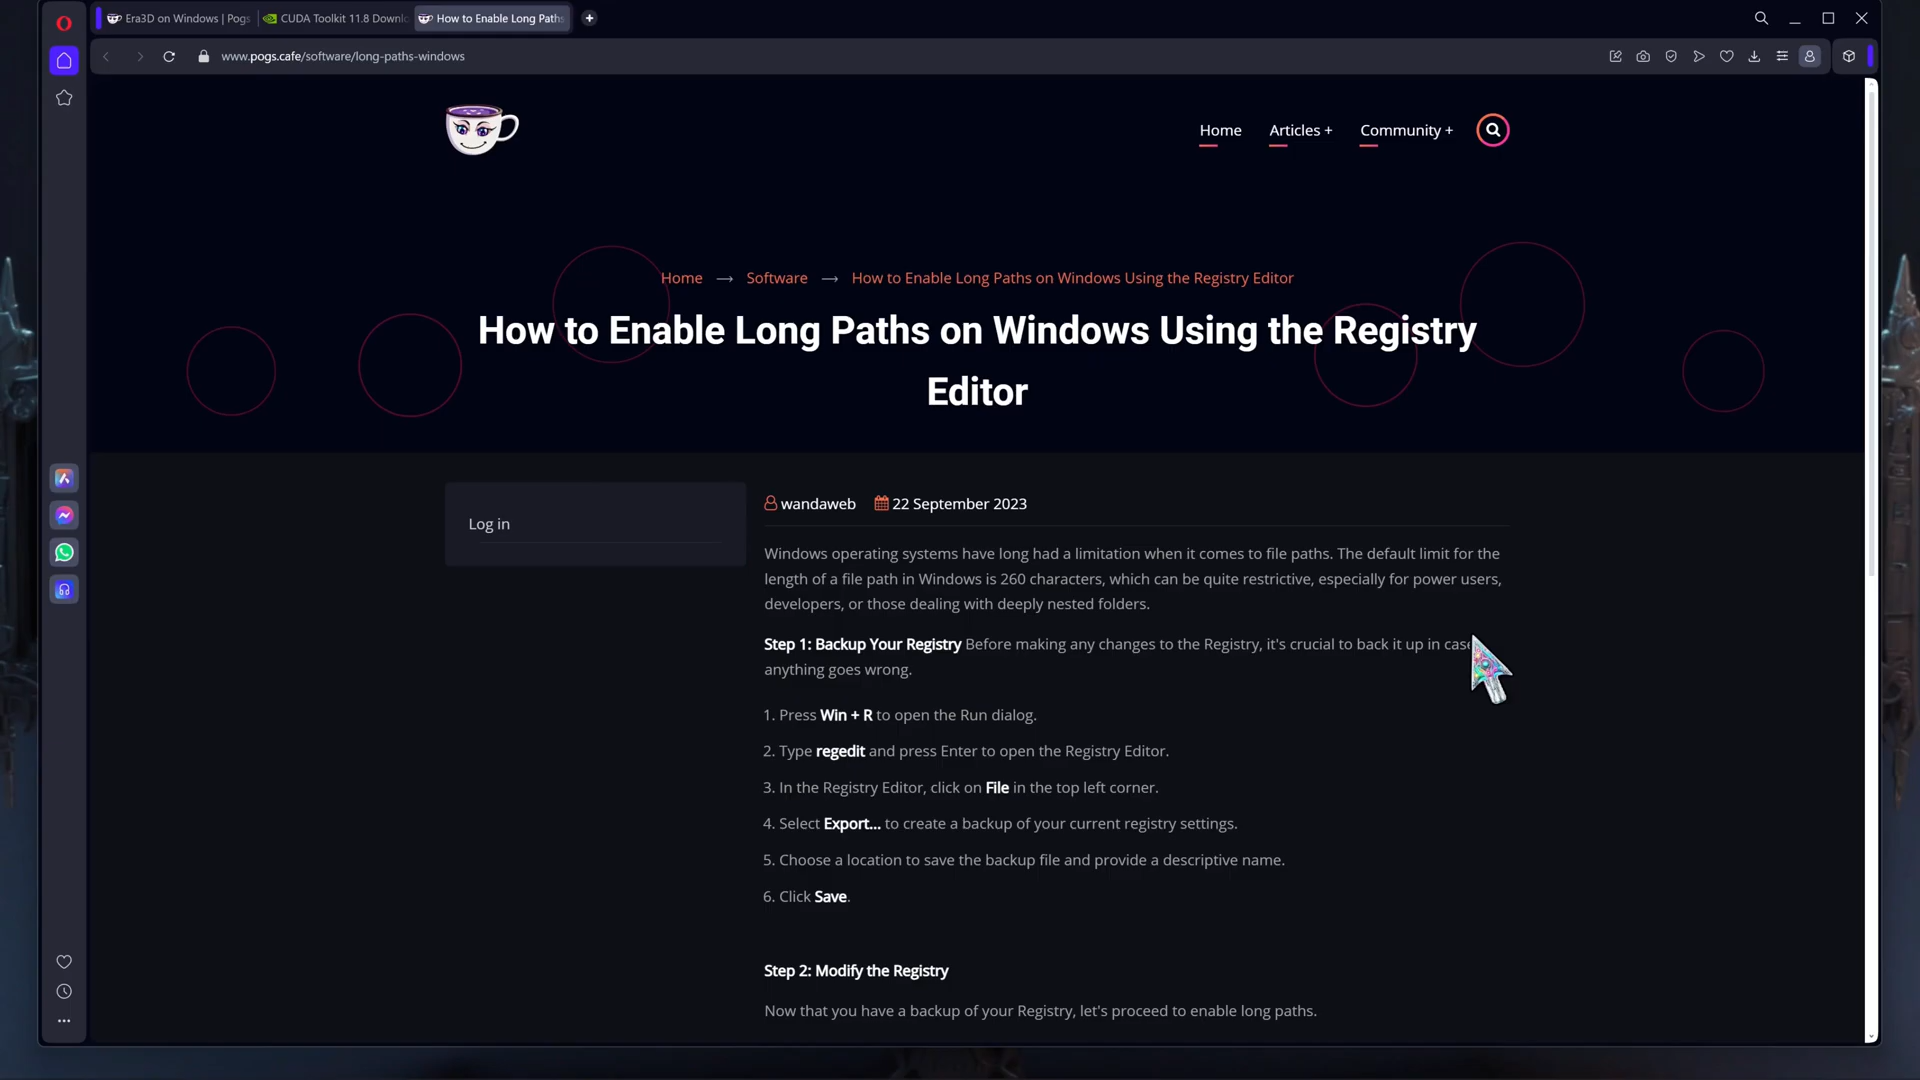 Era3D on Windows | Pogs
CUDA Toolkit 11.8 Downlo
How to Enable Long Paths
www.pogs.cafe/software/long-paths-windows
Home Articles + Community +
Home → Software → How to Enable Long Paths on Windows Using the Registry Editor
How to Enable Long Paths on Windows Using the Registry
Editor
Log in
wandaweb 22 September 2023
Windows operating systems have long had a limitation when it comes to file paths. The default limit for the
length of a file path in Windows is 260 characters, which can be quite restrictive, especially for power users,
developers, or those dealing with deeply nested folders.
Step 1: Backup Your Registry Before making any changes to the Registry, it's crucial to back it up in case
anything goes wrong.
1. Press Win + R to open the Run dialog.
2. Type regedit and press Enter to open the Registry Editor.
3. In the Registry Editor, click on File in the top left corner.
4. Select Export... to create a backup of your current registry settings.
5. Choose a location to save the backup file and provide a descriptive name.
6. Click Save.
Step 2: Modify the Registry
Now that you have a backup of your Registry, let's proceed to enable long paths.